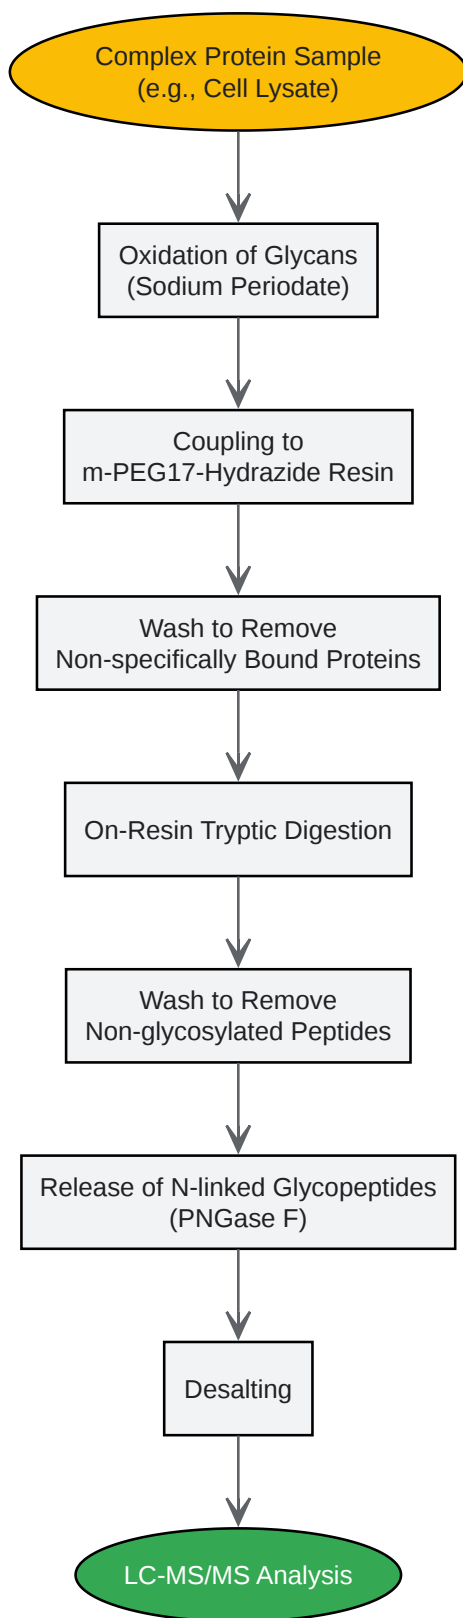 Complex Protein Sample
(e.g., Cell Lysate)
Oxidation of Glycans
(Sodium Periodate)
Coupling to
m-PEG17-Hydrazide Resin
Wash to Remove
Non-specifically Bound Proteins
On-Resin Tryptic Digestion
Wash to Remove
Non-glycosylated Peptides
Release of N-linked Glycopeptides
(PNGase F)
Desalting
LC-MS/MS Analysis